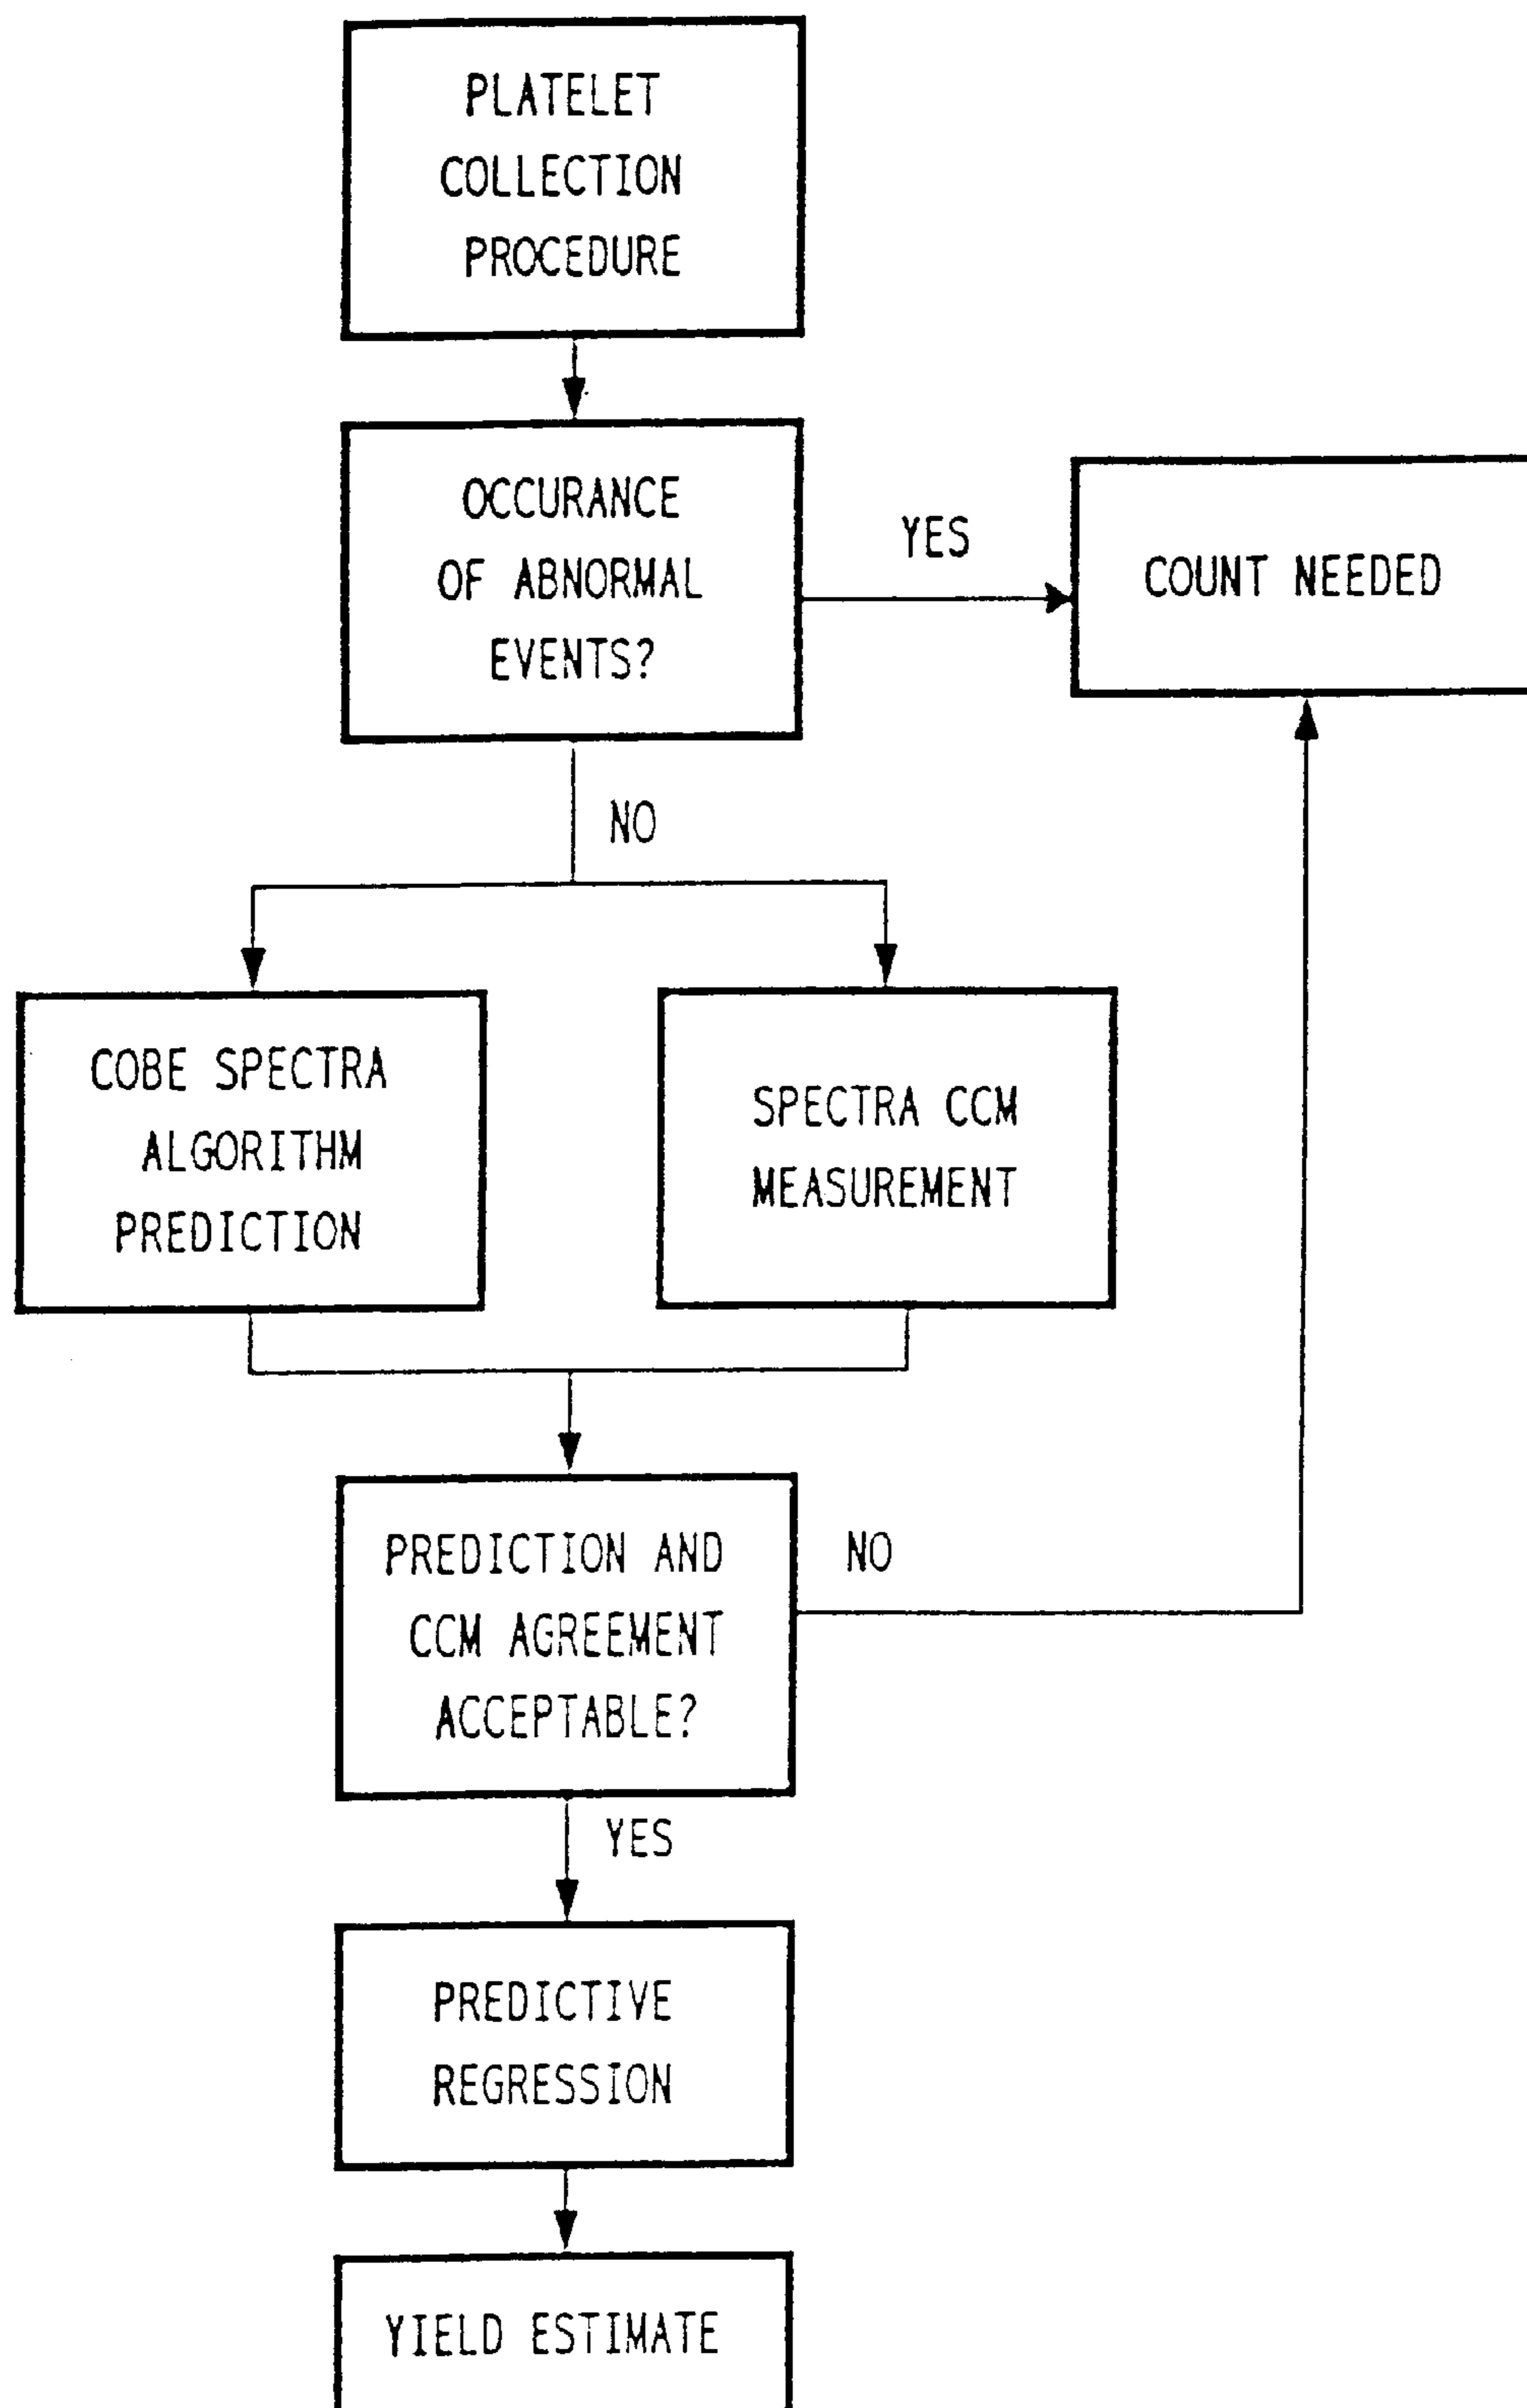 PLATELET
COLLECTION
PROCEDURE
OCCURANCE
OF ABNORMAL
EVENTS?
YES
COUNT NEEDED
NO
COBE SPECTRA
ALGORITHM
PREDICTION
SPECTRA CCM
MEASUREMENT
PREDICTION AND
CCM AGREEMENT
ACCEPTABLE?
NO
YES
PREDICTIVE
REGRESSION
YIELD ESTIMATE